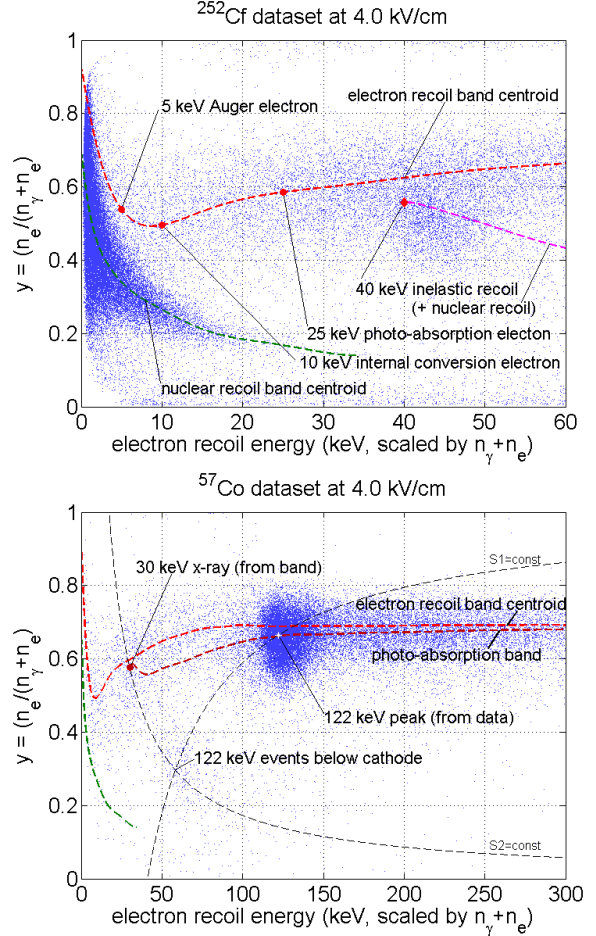 252Cf dataset at 4.0 kV/cm
1
0.8
0.6
0.4
0.2
0
y = (ne/(nγ+ne)
5 keV Auger electron
electron recoil band centroid
40 keV inelastic recoil
(+ nuclear recoil)
25 keV photo-absorption electon
10 keV internal conversion electron
nuclear recoil band centroid
0 10 20 30 40 50 60
electron recoil energy (keV, scaled by nγ+ne)
57Co dataset at 4.0 kV/cm
1
0.8
0.6
0.4
0.2
0
y = (ne/(nγ+ne)
S1=const
30 keV x-ray (from band)
electron recoil band centroid
photo-absorption band
122 keV peak (from data)
122 keV events below cathode
S2=const
0 50 100 150 200 250 300
electron recoil energy (keV, scaled by nγ+ne)